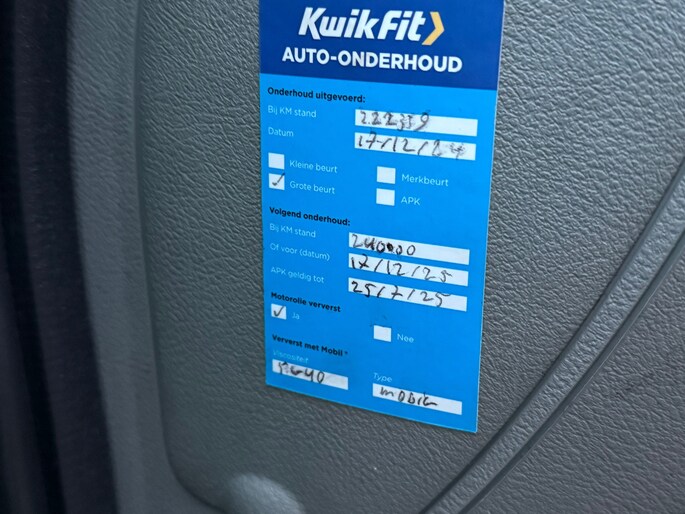 KwikFit
AUTO-ONDERHOUD
Onderhoud uitgevoerd:
Bij KM stand 222339
Datum 17/12/24
Kleine beurt Merkbeurt
Grote beurt APK
Volgend onderhoud:
Bij KM stand 240000
Of voor (datum) 17/12/25
APK geldig tot 25/7/25
Motorolie ververst
Ja Nee
Ververst met Mobil
Viscositeit Type